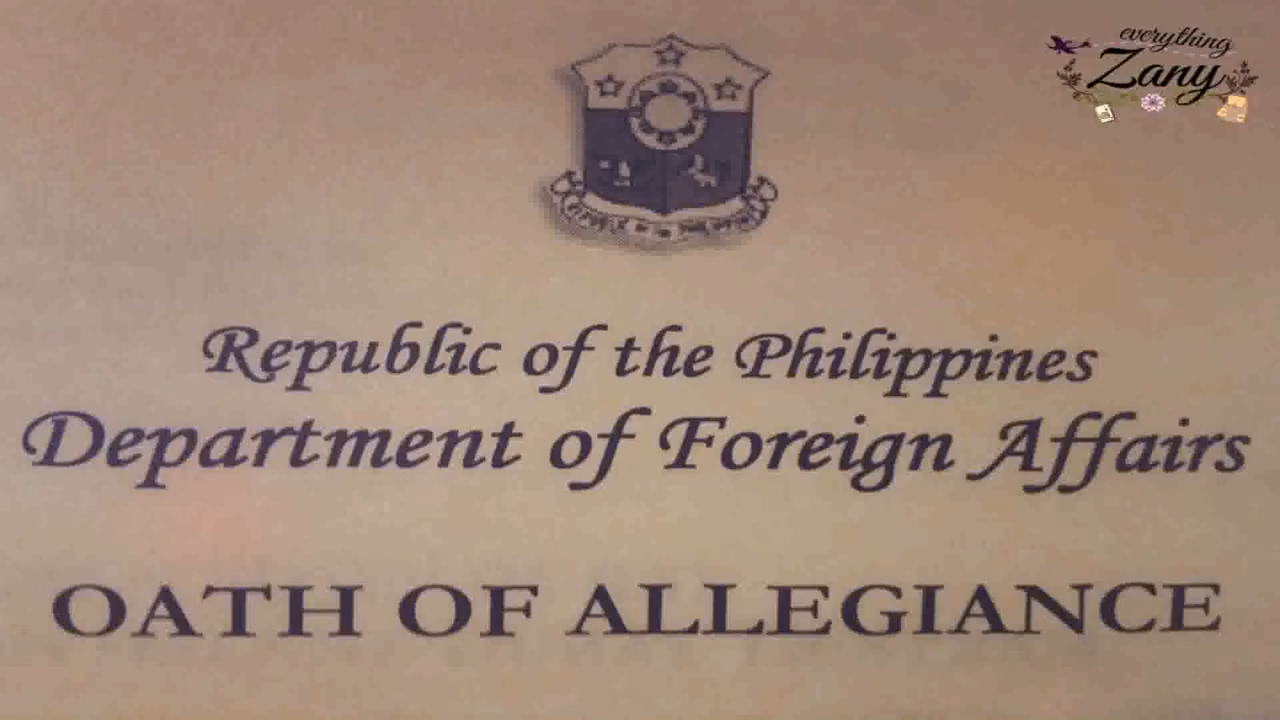 everything
Zany
Republic of the Philippines
Department of Foreign Affairs
OATH OF ALLEGIANCE